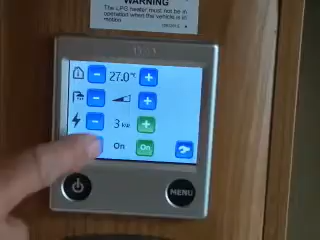 WARNING
The LPG heater must not be in
operation when the vehicle is in
motion
27.0°c
3 kW
On On
MENU